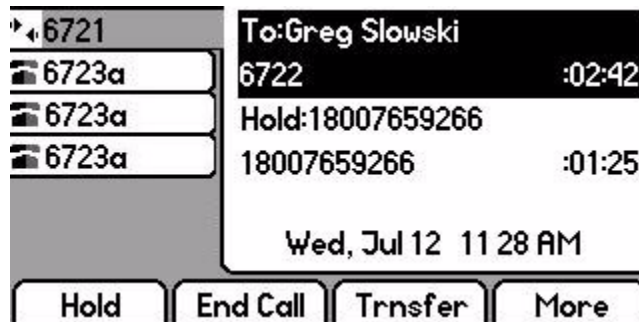 6721
6723a
6723a
6723a
To:Greg Slowski
6722 :02:42
Hold:18007659266
18007659266 :01:25
Wed, Jul 12 11 28 AM
Hold End Call Trnsfer More